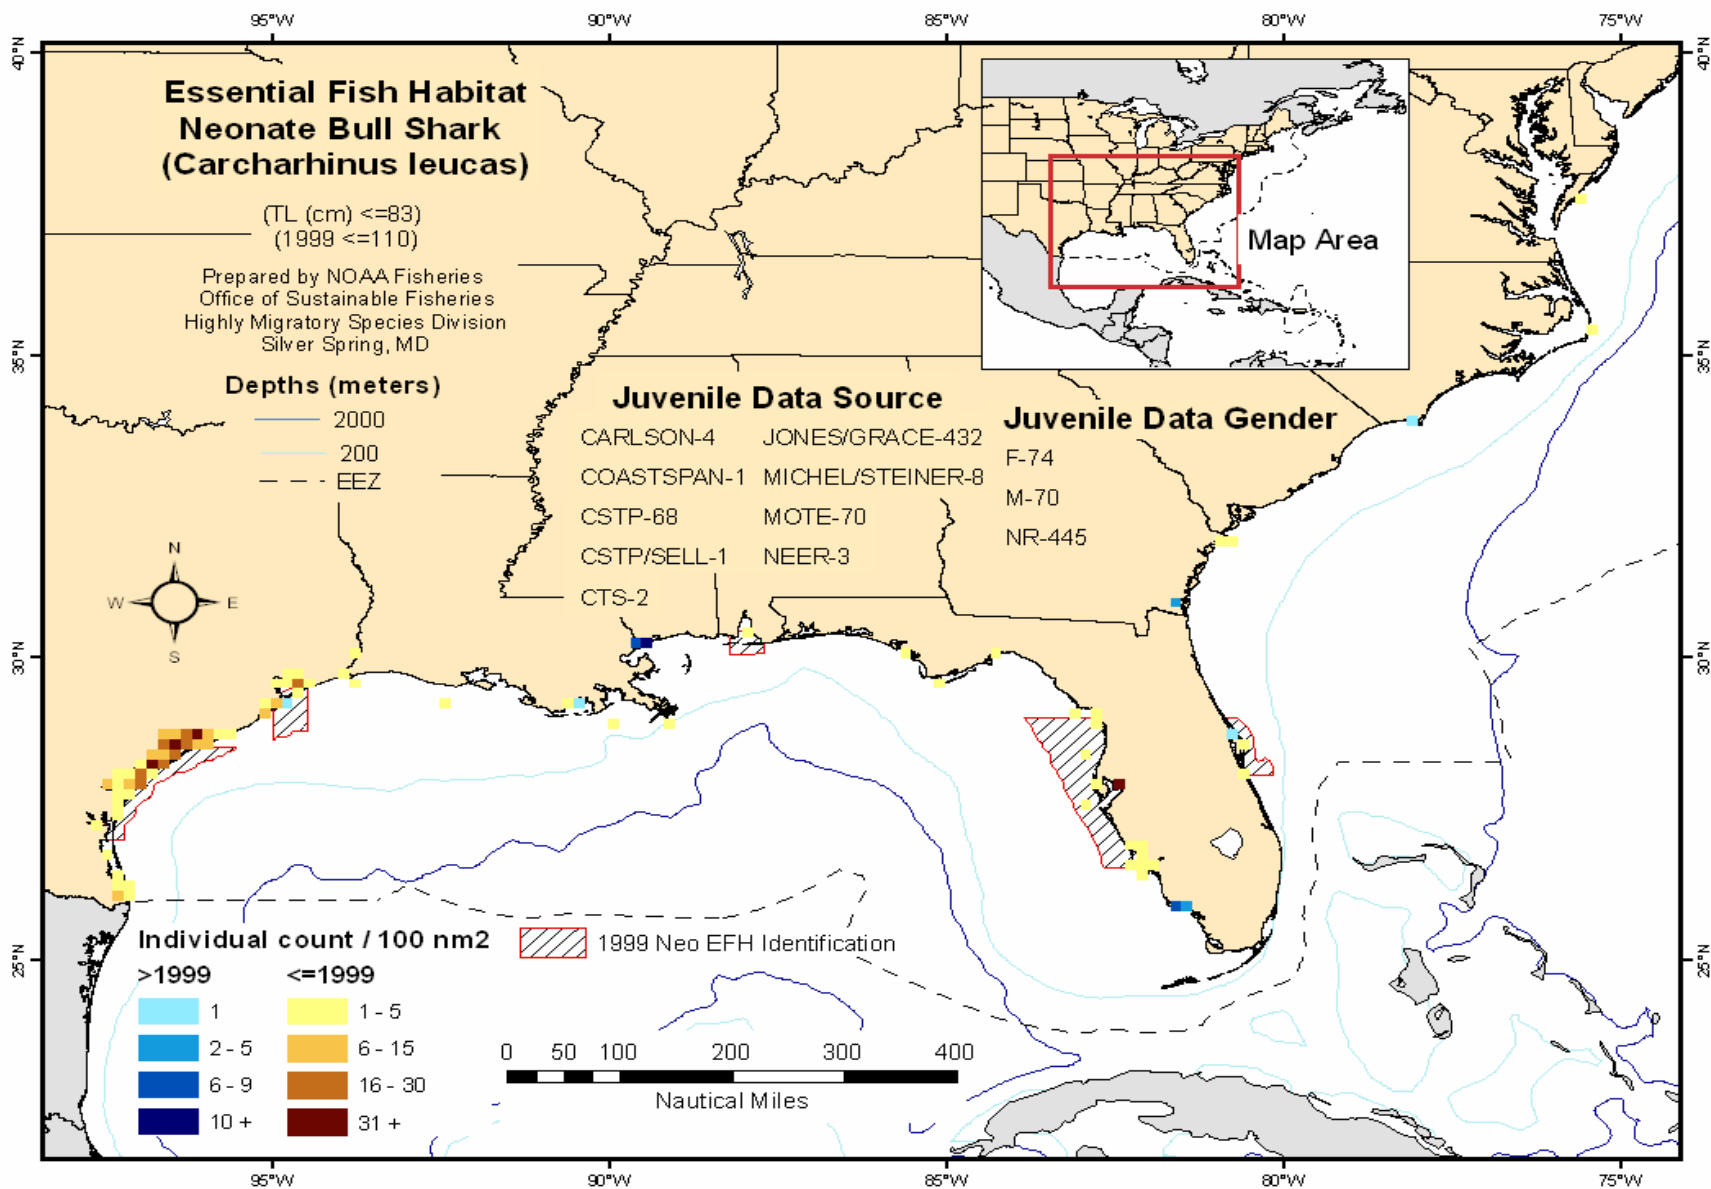 95°W 90°W 85°W 80°W 75°W
40°N 40°N
Essential Fish Habitat
Neonate Bull Shark
(Carcharhinus leucas)
(TL (cm) <=83)
(1999 <=110)
Prepared by NOAA Fisheries
Office of Sustainable Fisheries
Highly Migratory Species Division
Silver Spring, MD
Map Area
35°N 35°N
Depths (meters)
2000
200
EEZ
Juvenile Data Source
CARLSON-4 JONES/GRACE-432
COASTSPAN-1 MICHEL/STEINER-8
CSTP-68 MOTE-70
CSTP/SELL-1 NEER-3
CTS-2
Juvenile Data Gender
F-74
M-70
NR-445
N
W E
S
30°N 30°N
Individual count / 100 nm2
>1999 <=1999
1 1 - 5
2 - 5 6 - 15
6 - 9 16 - 30
10 + 31 +
1999 Neo EFH Identification
25°N 25°N
0 50 100 200 300 400
Nautical Miles
95°W 90°W 85°W 80°W 75°W